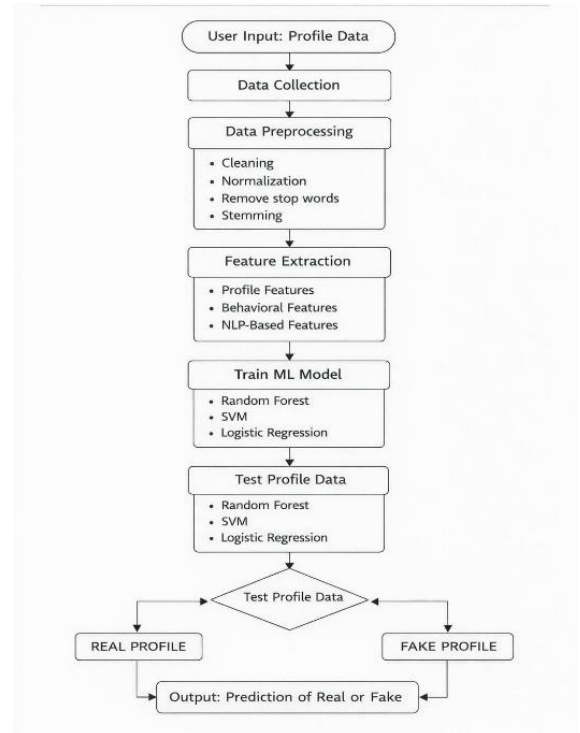 User Input: Profile Data
Data Collection
Data Preprocessing
• Cleaning
• Normalization
• Remove stop words
• Stemming
Feature Extraction
• Profile Features
• Behavioral Features
• NLP-Based Features
Train ML Model
• Random Forest
• SVM
• Logistic Regression
Test Profile Data
• Random Forest
• SVM
• Logistic Regression
Test Profile Data
REAL PROFILE
FAKE PROFILE
Output: Prediction of Real or Fake